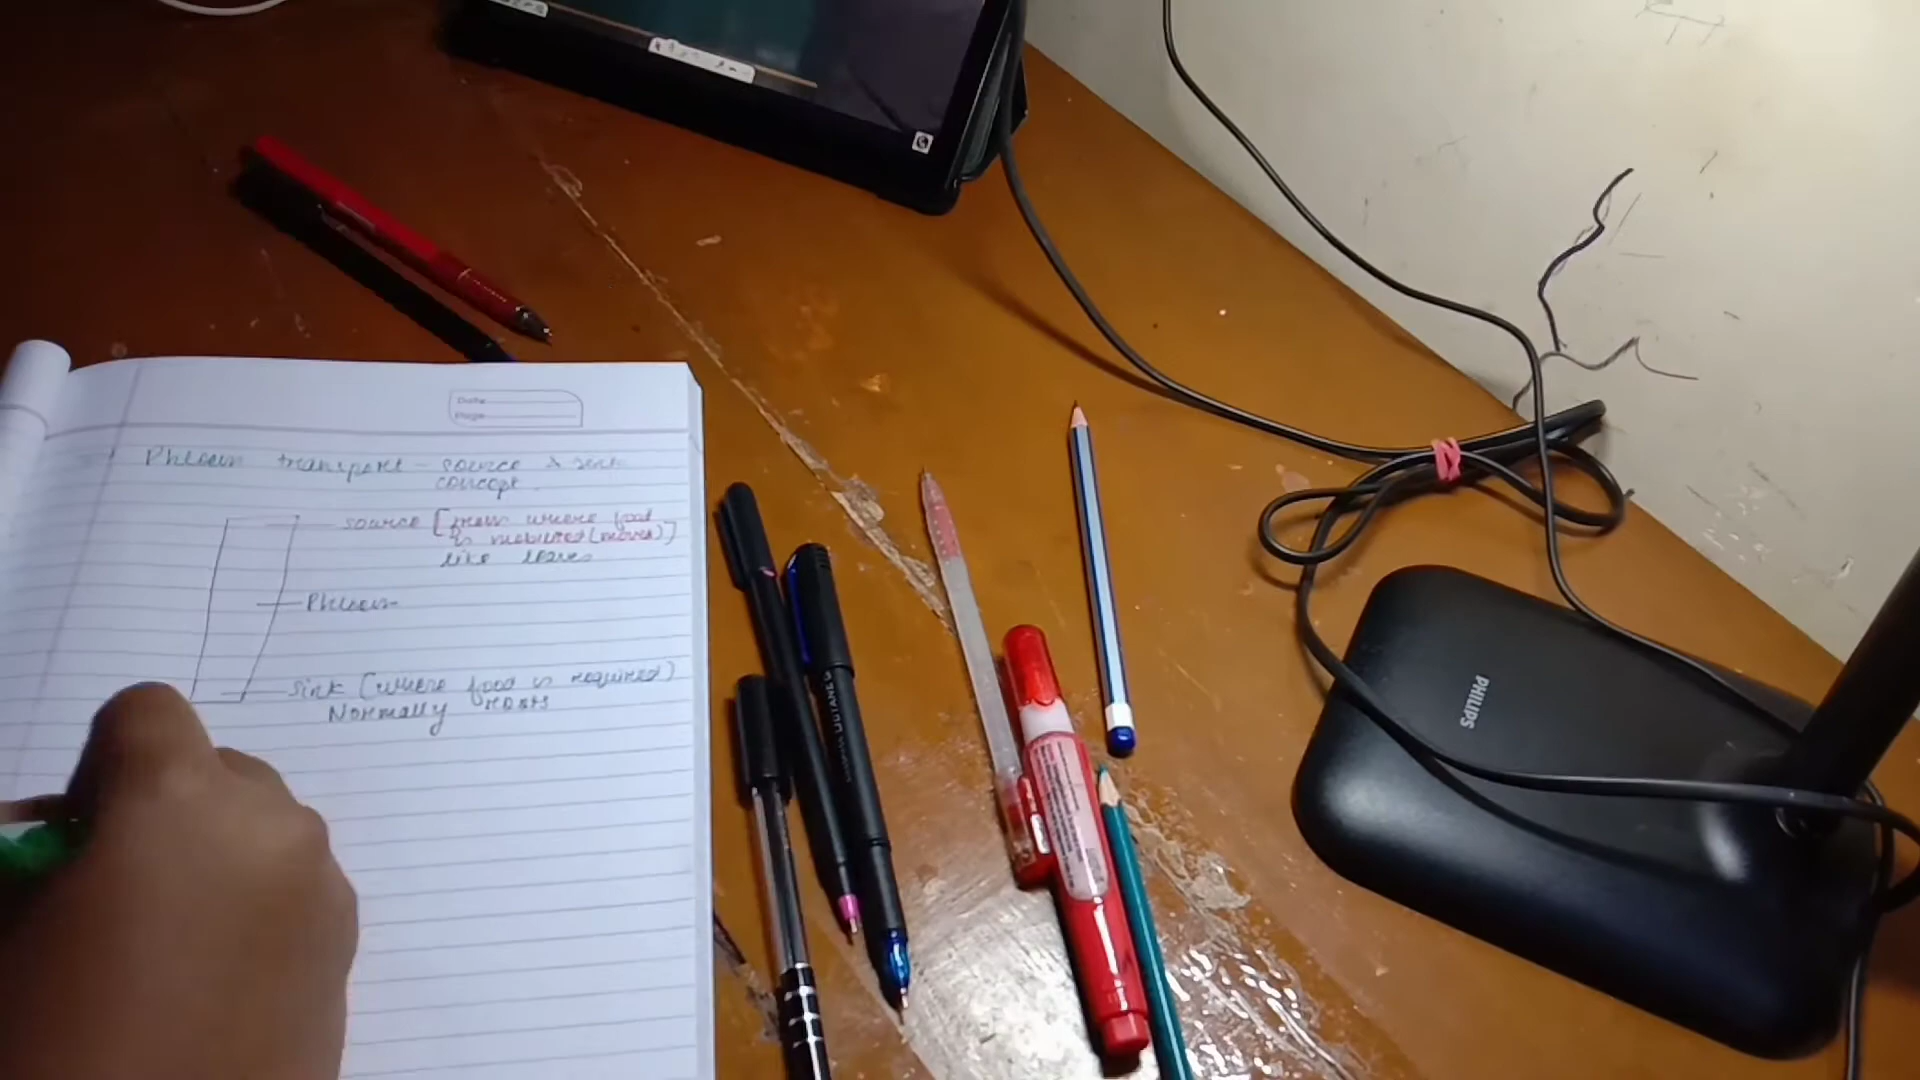 Date
Page
Phloem transport - source & sink
concept.
source [from where food
is mobilized (moves)]
like leaves
Phloem
sink [where food is required)
Normally roots
PHILIPS